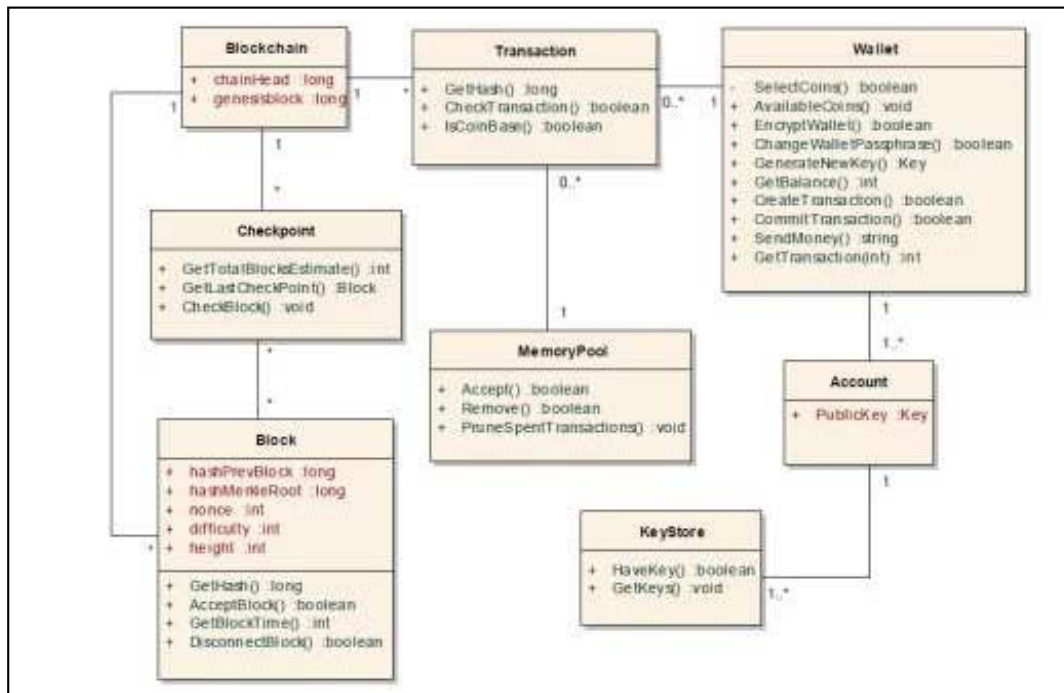 Blockchain
+ chainHead :long
+ genesisblock :long
1
1
1
Transaction
+ GetHash() :long
+ CheckTransaction() :boolean
+ IsCoinBase() :boolean
*
0..*
0..*
1
Wallet
- SelectCoins() :boolean
+ AvailableCoins() :void
+ EncryptWallet() :boolean
+ ChangeWalletPassphrase() :boolean
+ GenerateNewKey() :Key
+ GetBalance() :int
+ CreateTransaction() :boolean
+ CommitTransaction() :boolean
+ SendMoney() :string
+ GetTransaction(int) :int
1
*
Checkpoint
+ GetTotalBlocksEstimate() :int
+ GetLastCheckPoint() :Block
+ CheckBlock() :void
*
*
1
MemoryPool
+ Accept() :boolean
+ Remove() :boolean
+ PruneSpentTransactions() :void
1..*
Account
+ PublicKey :Key
1
Block
+ hashPrevBlock :long
+ hashMerkleRoot :long
+ nonce :int
+ difficulty :int
+ height :int
*
+ GetHash() :long
+ AcceptBlock() :boolean
+ GetBlockTime() :int
+ DisconnectBlock() :boolean
KeyStore
+ HaveKey() :boolean
+ GetKeys() :void
1..*